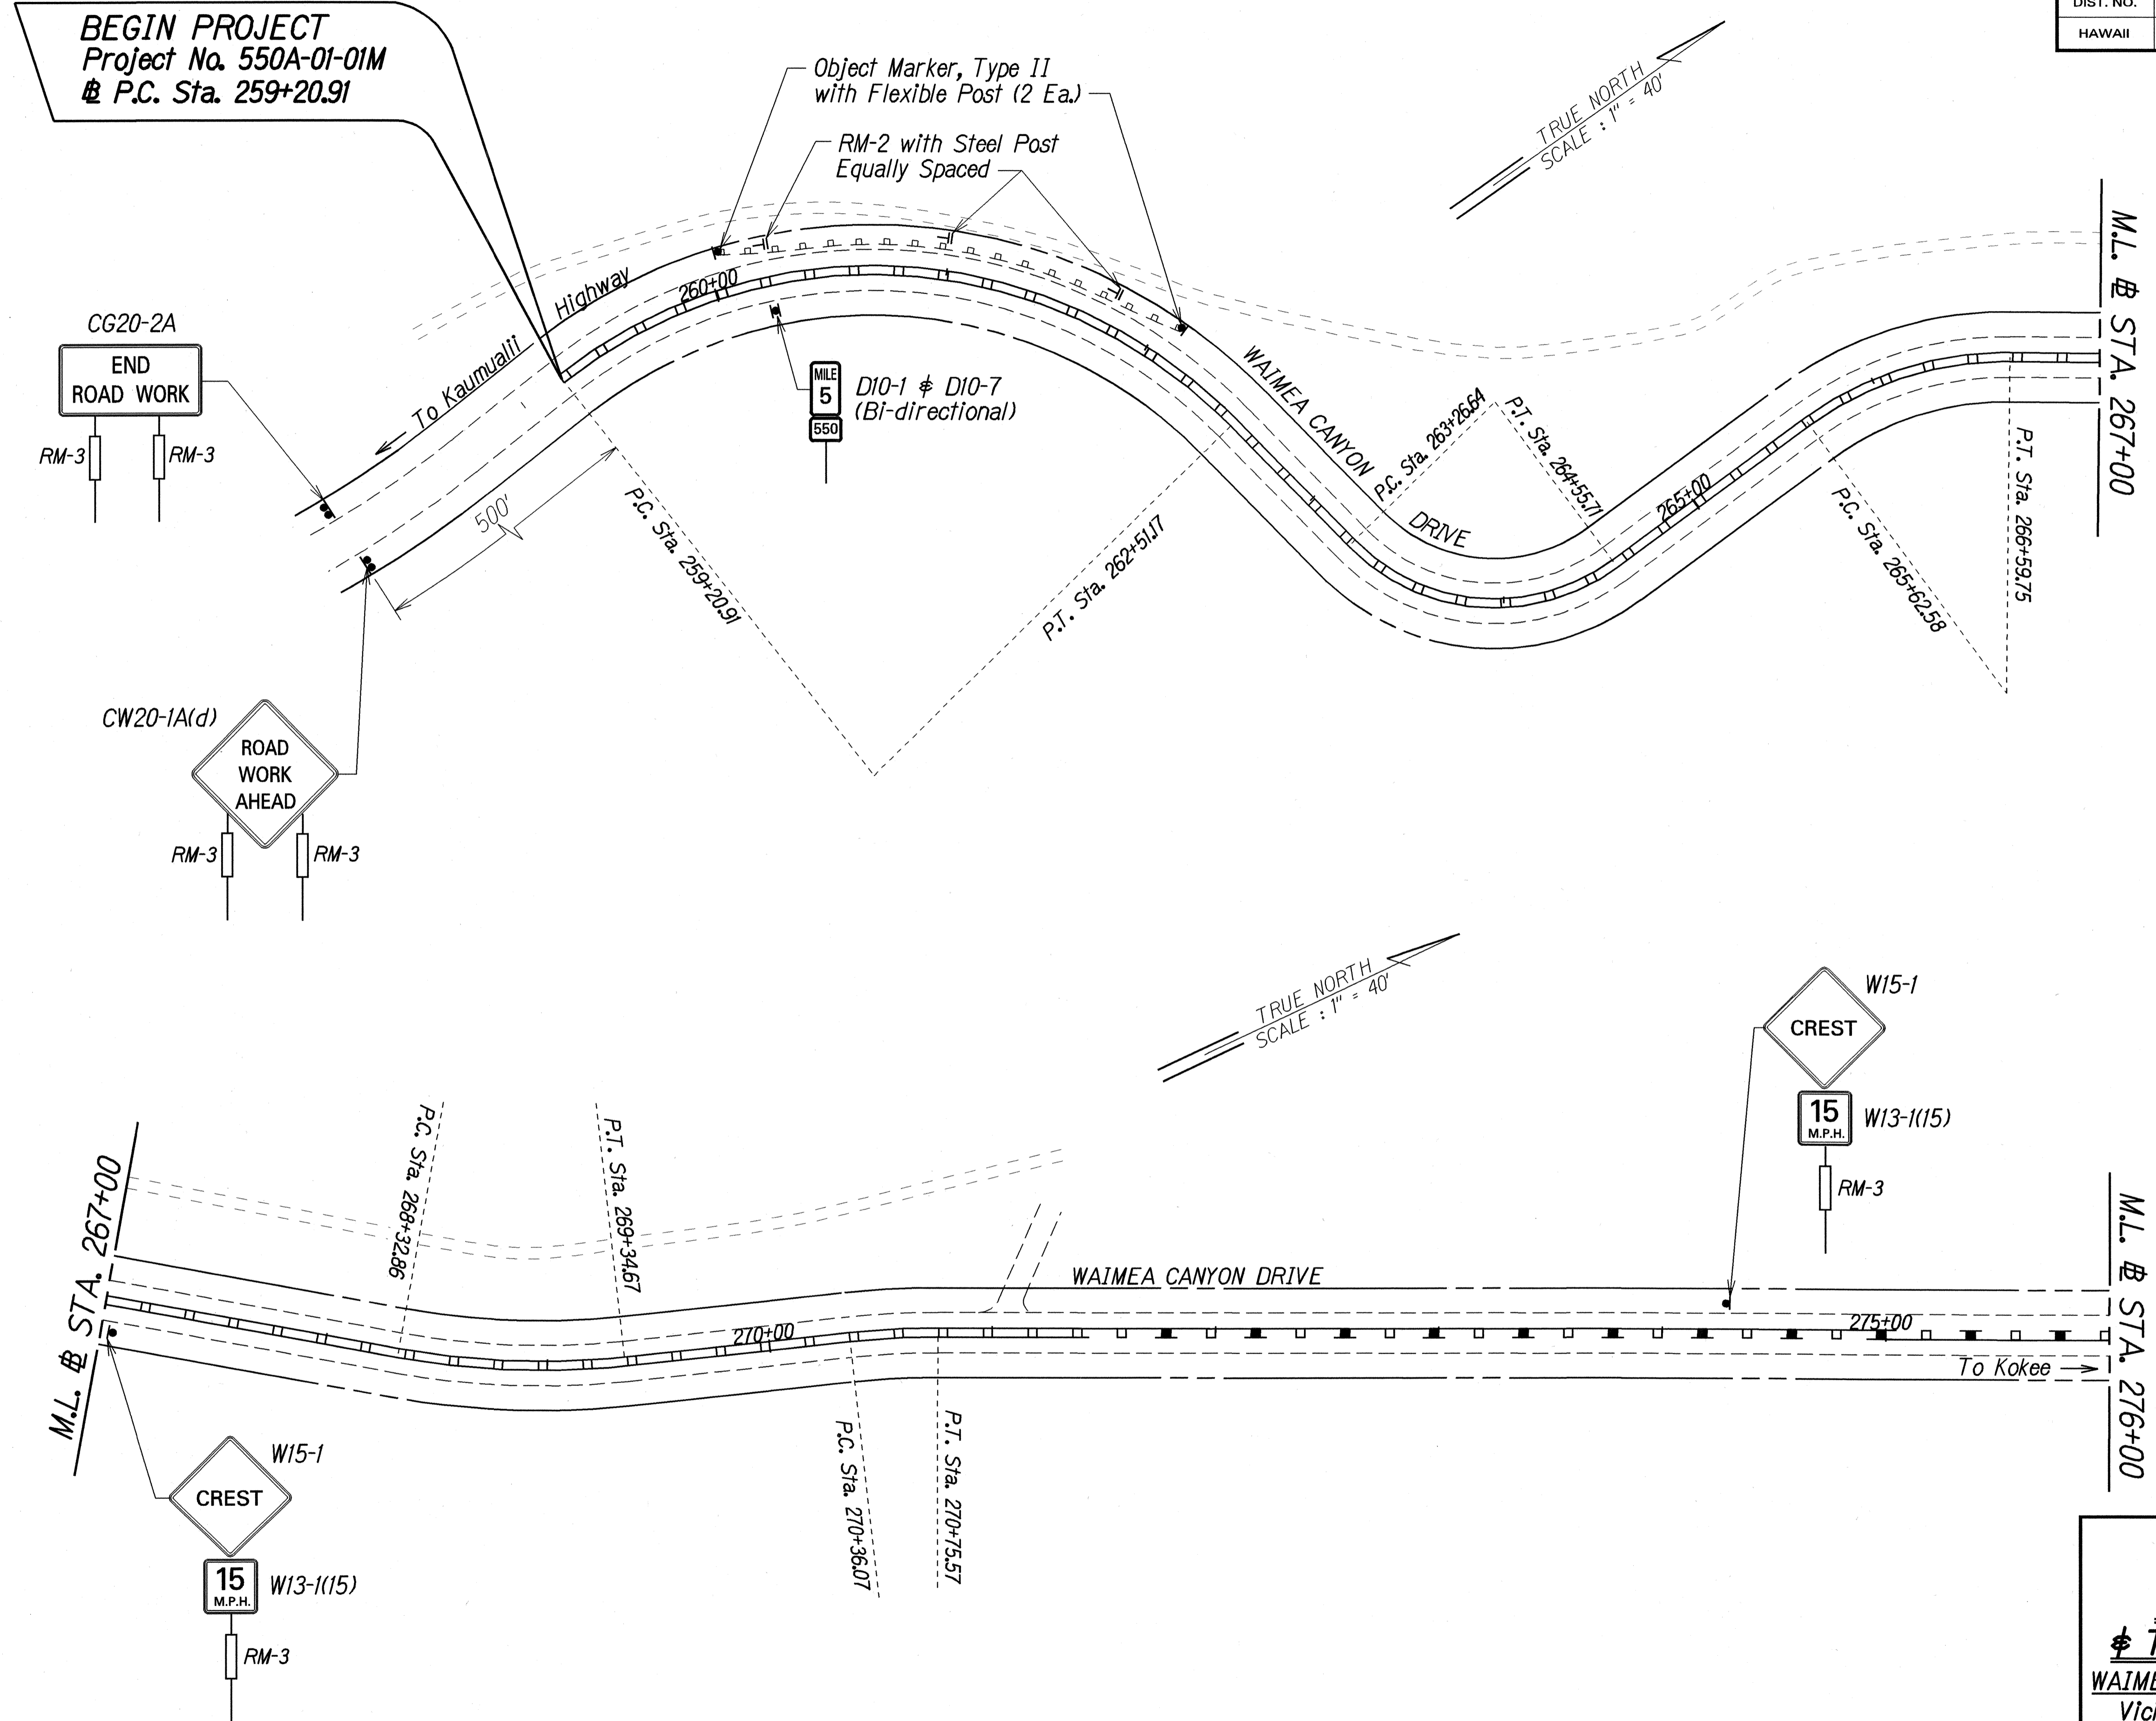 BEGIN PROJECT
Project No. 550A-01-01M
BL P.C. Sta. 259+20.91
DIST. NO.
HAWAII
Object Marker, Type II
with Flexible Post (2 Ea.)
RM-2 with Steel Post
Equally Spaced
TRUE NORTH
SCALE : 1" = 40'
M.L. BL STA. 267+00
CG20-2A
END
ROAD WORK
RM-3
RM-3
To Kaumualii Highway
260+00
MILE
5
550
D10-1 & D10-7
(Bi-directional)
500'
P.C. Sta. 259+20.91
P.T. Sta. 262+51.17
WAIMEA CANYON DRIVE
P.C. Sta. 263+26.64
P.T. Sta. 264+55.71
265+00
P.C. Sta. 265+62.58
P.T. Sta. 266+59.75
CW20-1A(d)
ROAD
WORK
AHEAD
RM-3
RM-3
TRUE NORTH
SCALE : 1" = 40'
W15-1
CREST
15
M.P.H.
W13-1(15)
RM-3
M.L. BL STA. 267+00
P.C. Sta. 268+32.86
P.T. Sta. 269+34.67
270+00
WAIMEA CANYON DRIVE
275+00
To Kokee
M.L. BL STA. 276+00
P.C. Sta. 270+36.07
P.T. Sta. 270+75.57
W15-1
CREST
15
M.P.H.
W13-1(15)
RM-3
&
WAIME
Vic